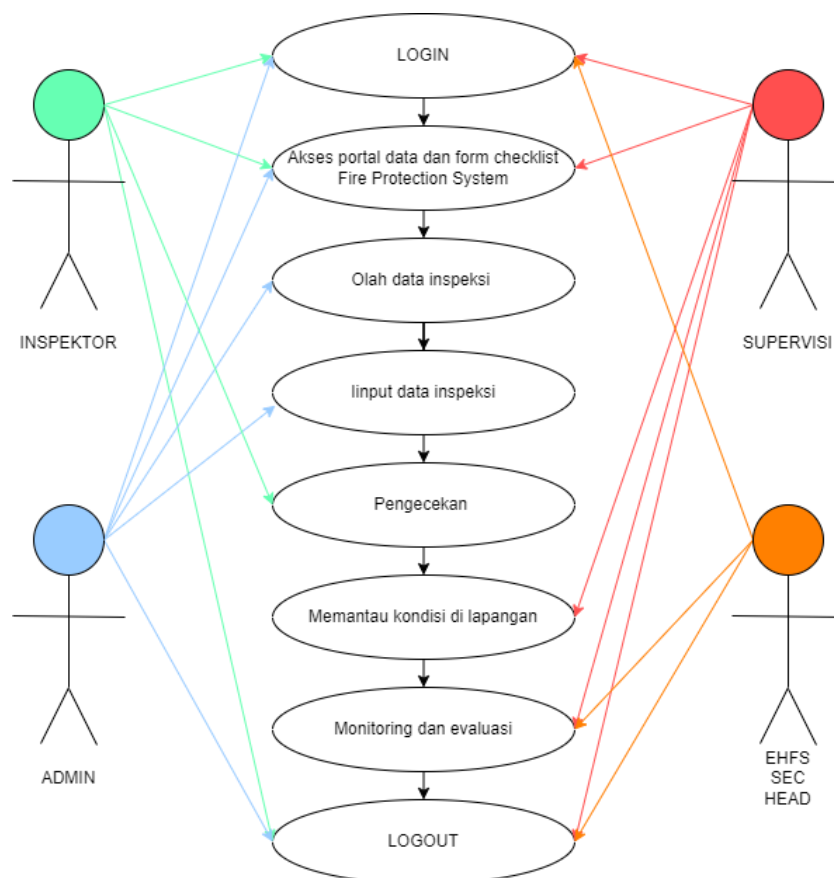 LOGIN
Akses portal data dan form checklist
Fire Protection System
Olah data inspeksi
INSPEKTOR
SUPERVISI
Iinput data inspeksi
Pengecekan
Memantau kondisi di lapangan
Monitoring dan evaluasi
ADMIN
EHFS
SEC
HEAD
LOGOUT